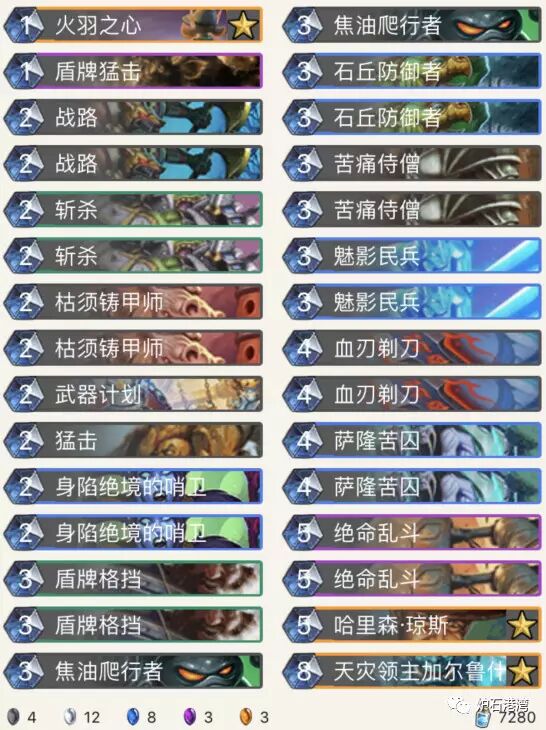 1 火羽之心
1 盾牌猛击
2 战路
2 战路
2 斩杀
2 斩杀
2 枯须铸甲师
2 枯须铸甲师
2 武器计划
2 猛击
2 身陷绝境的哨卫
2 身陷绝境的哨卫
3 盾牌格挡
3 盾牌格挡
3 焦油爬行者
3 焦油爬行者
3 石丘防御者
3 石丘防御者
3 苦痛侍僧
3 苦痛侍僧
3 魅影民兵
3 魅影民兵
4 血刃剃刀
4 血刃剃刀
4 萨隆苦囚
4 萨隆苦囚
5 绝命乱斗
5 绝命乱斗
5 哈里森·琼斯
8 天灾领主加尔鲁什
4 12 8 3 3
炉石港湾
7280